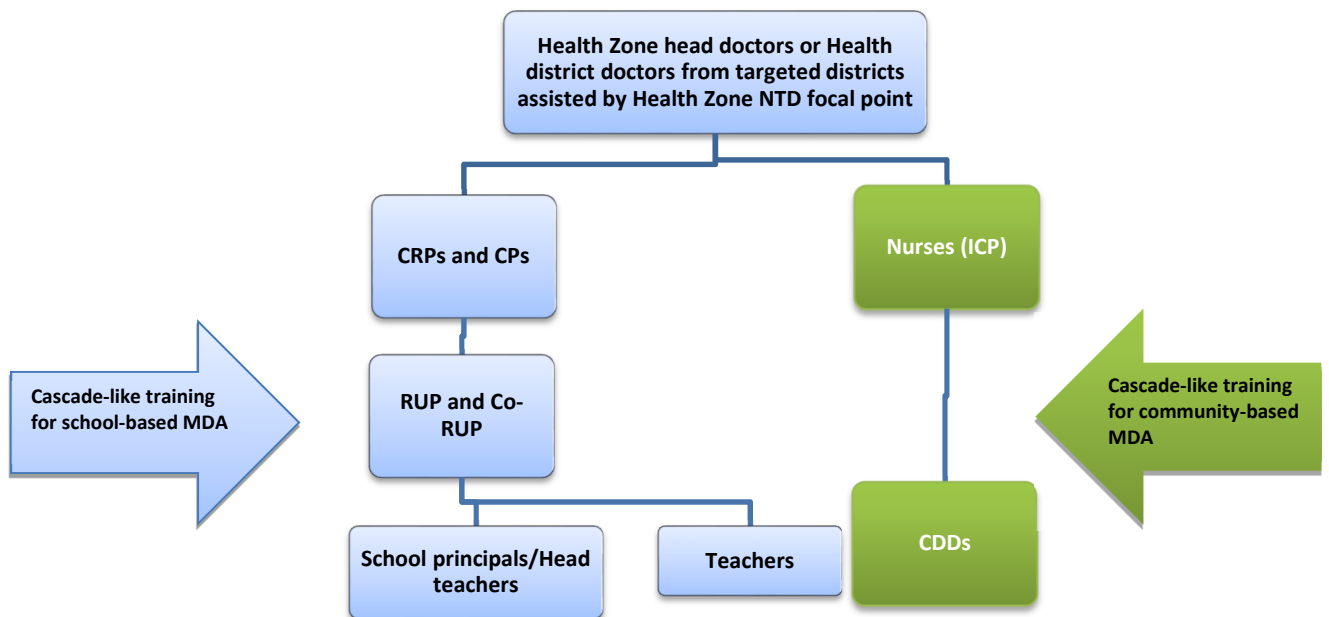 Health Zone head doctors or Health
district doctors from targeted districts
assisted by Health Zone NTD focal point
CRPs and CPs
Nurses (ICP)
Cascade-like training
for school-based MDA
RUP and Co-
RUP
Cascade-like training
for community-based
MDA
School principals/Head
teachers
Teachers
CDDs